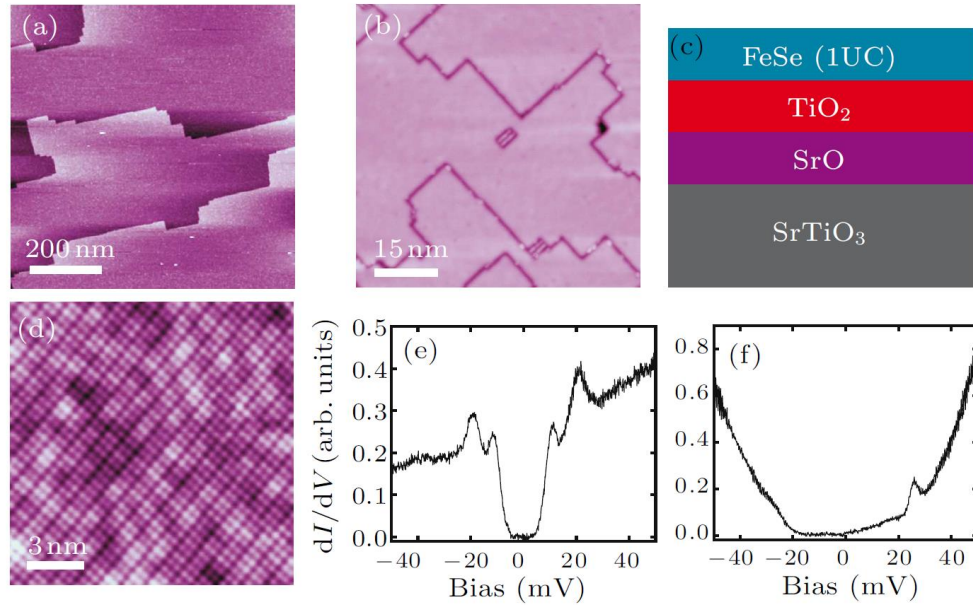 (a)
200 nm
(b)
15 nm
(c)
FeSe (1UC)
TiO₂
SrO
SrTiO₃
(d)
3 nm
(e)
dI/dV (arb. units)
0.5
0.4
0.3
0.2
0.1
0.0
−40 −20 0 20 40
Bias (mV)
(f)
0.8
0.6
0.4
0.2
0.0
−40 −20 0 20 40
Bias (mV)